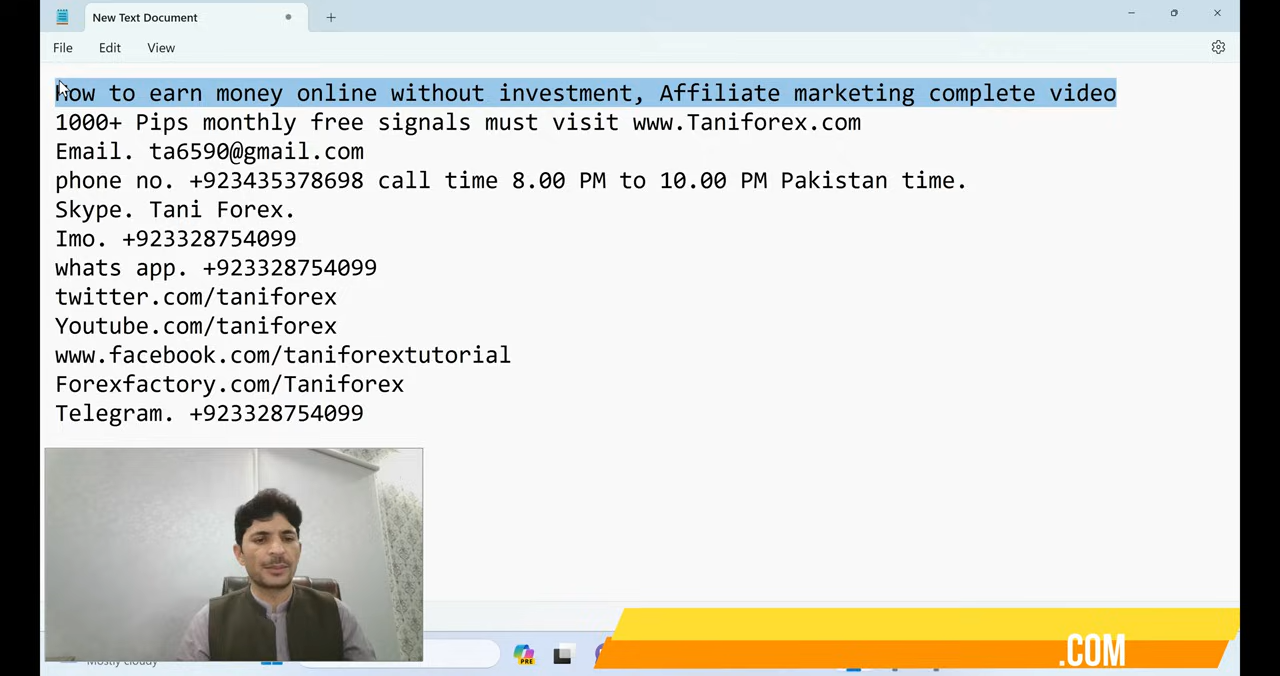 New Text Document
File Edit View
How to earn money online without investment, Affiliate marketing complete video
1000+ Pips monthly free signals must visit www.Taniforex.com
Email. ta6590@gmail.com
phone no. +923435378698 call time 8.00 PM to 10.00 PM Pakistan time.
Skype. Tani Forex.
Imo. +923328754099
whats app. +923328754099
twitter.com/taniforex
Youtube.com/taniforex
www.facebook.com/taniforextutorial
Forexfactory.com/Taniforex
Telegram. +923328754099
.COM
PRE
Mostly cloudy